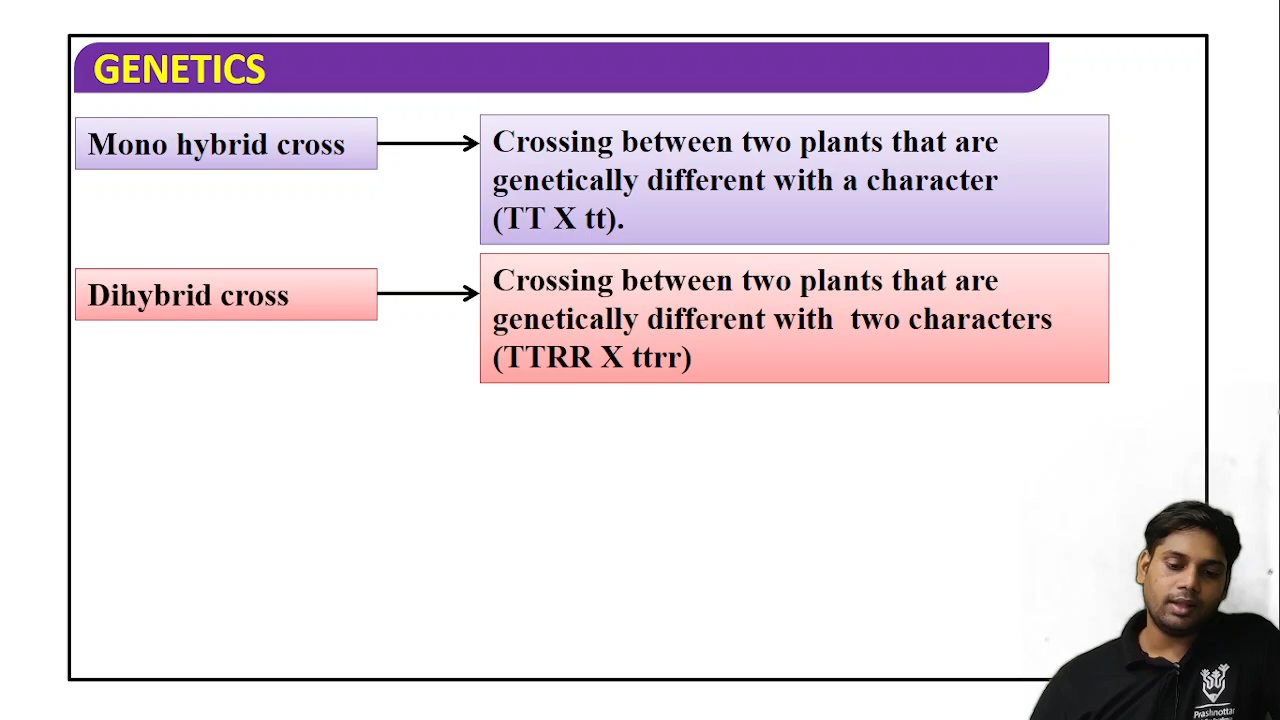 GENETICS
Mono hybrid cross
Crossing between two plants that are
genetically different with a character
(TT X tt).
Dihybrid cross
Crossing between two plants that are
genetically different with two characters
(TTRR X ttrr)